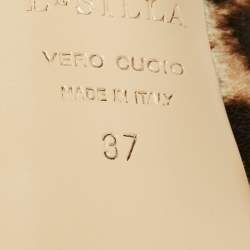 L'A SILLA
VERO CUOIO
MADE IN ITALY
37